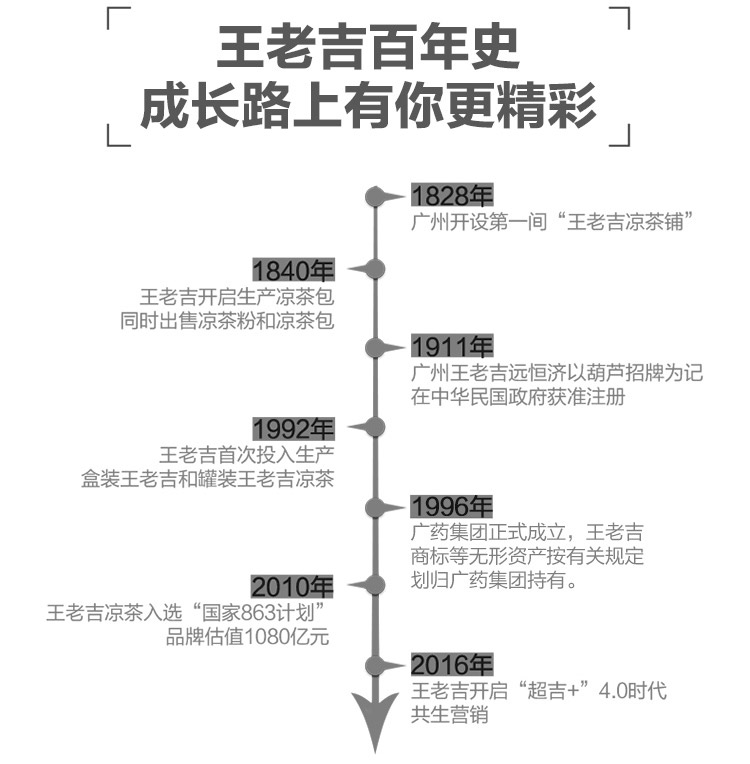 王老吉百年史
成长路上有你更精彩
1828年
广州开设第一间“王老吉凉茶铺”
1840年
王老吉开启生产凉茶包
同时出售凉茶粉和凉茶包
1911年
广州王老吉远恒济以葫芦招牌为记
在中华民国政府获准注册
1992年
王老吉首次投入生产
盒装王老吉和罐装王老吉凉茶
1996年
广药集团正式成立，王老吉
商标等无形资产按有关规定
划归广药集团持有。
2010年
王老吉凉茶入选“国家863计划”
品牌估值1080亿元
2016年
王老吉开启“超吉+”4.0时代
共生营销